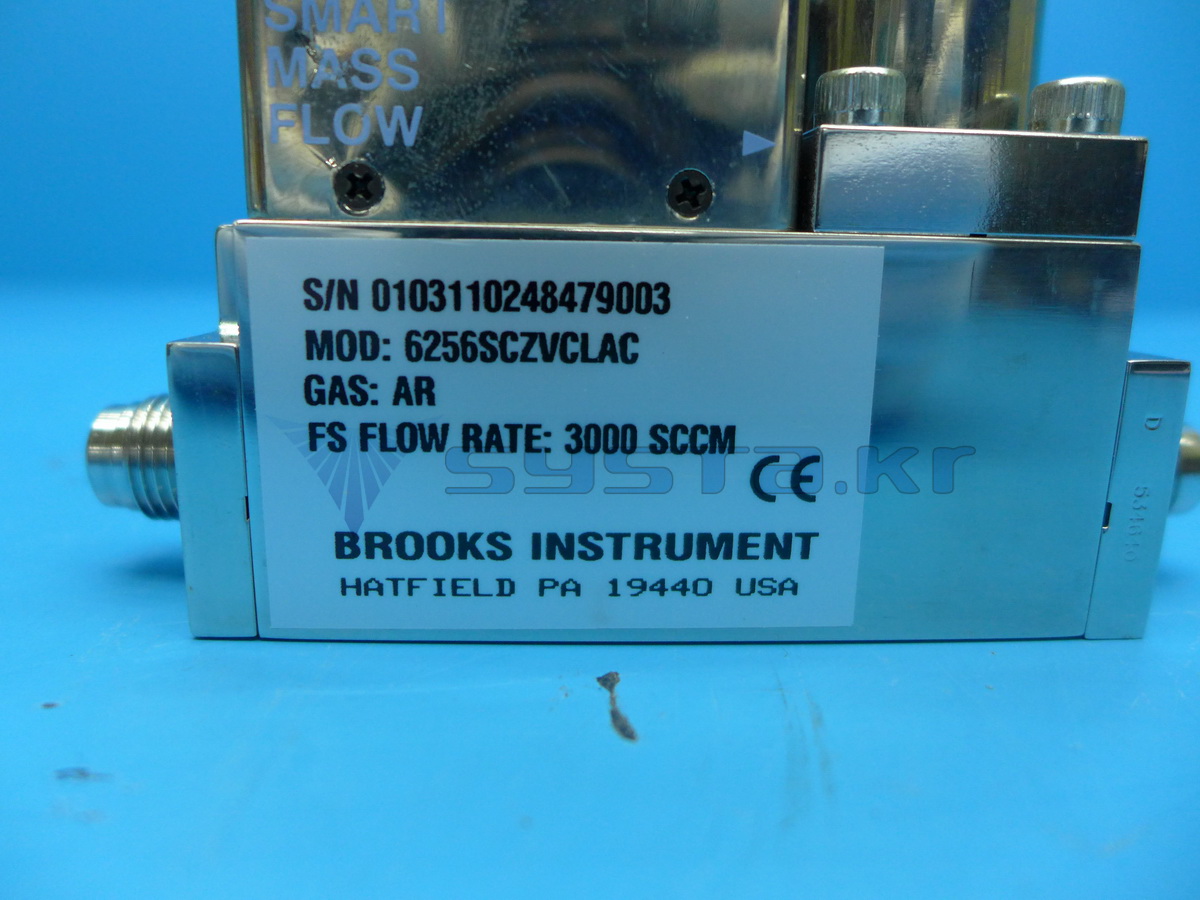 SMART
MASS
FLOW
S/N 0103110248479003
MOD: 6256SCZVCLAC
GAS: AR
FS FLOW RATE: 3000 SCCM
systa.kr
CE
BROOKS INSTRUMENT
HATFIELD PA 19440 USA
D